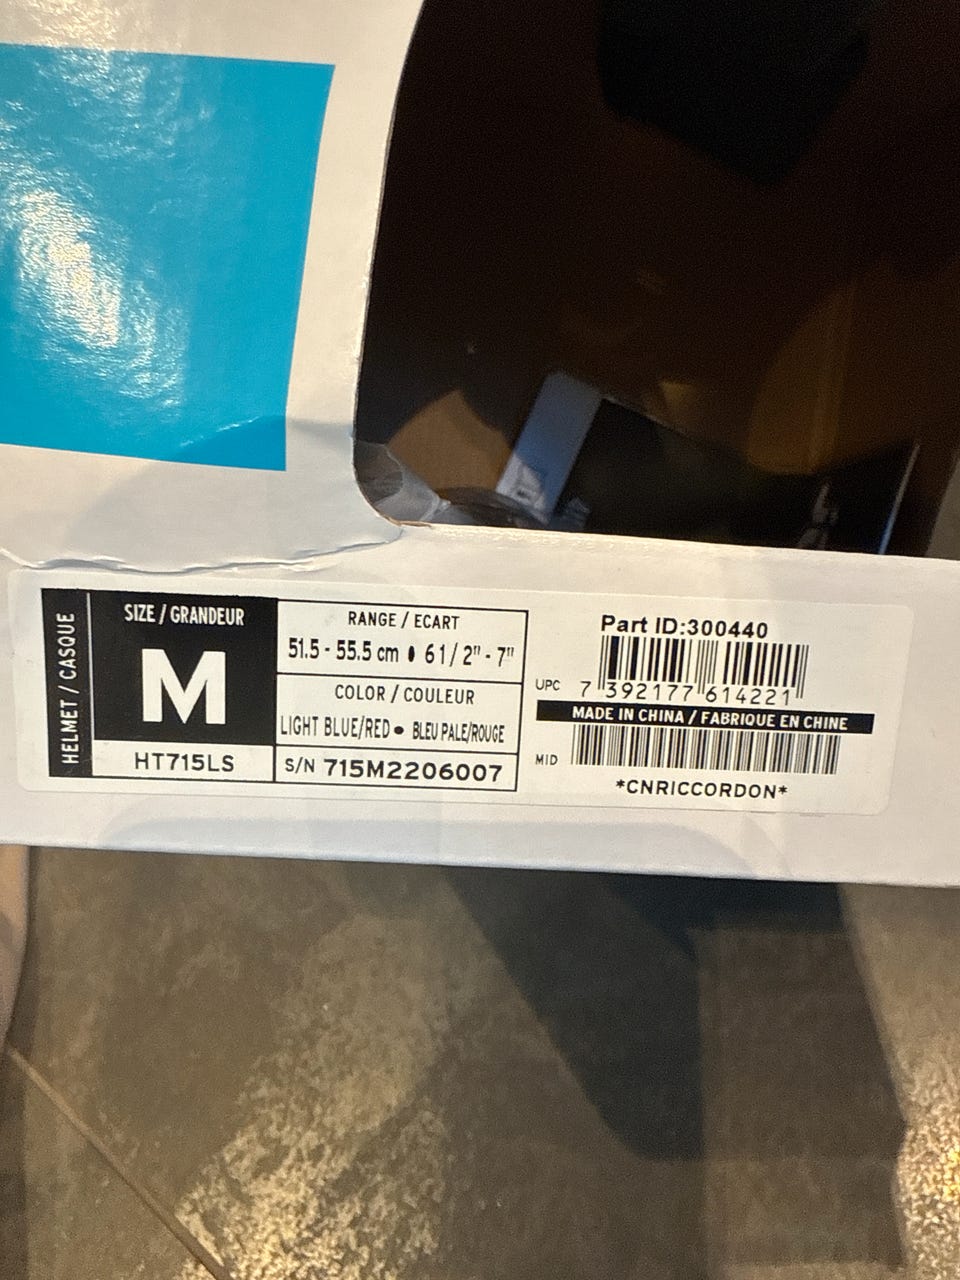 HELMET / CASQUE
SIZE / GRANDEUR
M
HT715LS
RANGE / ECART
51.5 - 55.5 cm • 6 1 / 2" - 7"
COLOR / COULEUR
LIGHT BLUE/RED • BLEU PALE/ROUGE
S/N 715M2206007
Part ID:300440
UPC 7 392177 614221
MADE IN CHINA / FABRIQUE EN CHINE
MID
*CNRICCORDON*